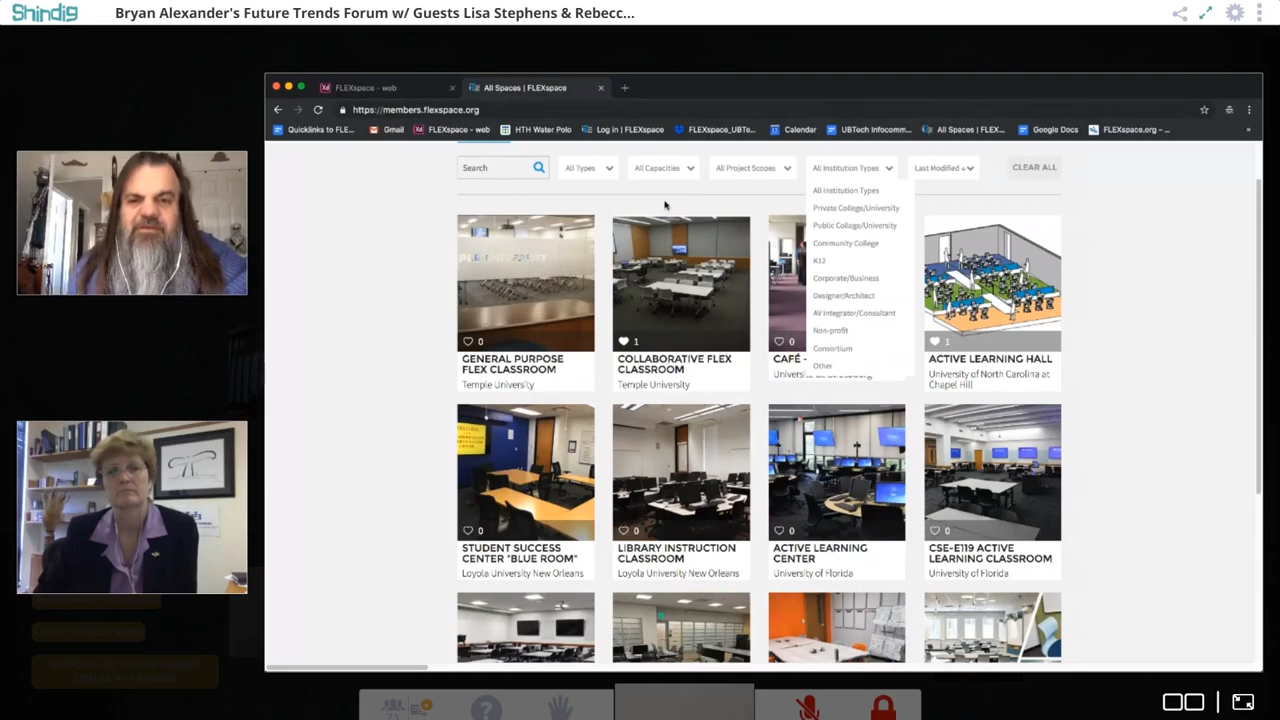 Shindig
Bryan Alexander's Future Trends Forum w/ Guests Lisa Stephens & Rebecc...
FLEXspace - web
All Spaces | FLEXspace
https://members.flexspace.org
Quicklinks to FLE...
Gmail
FLEXspace - web
HTH Water Polo
Log in | FLEXspace
FLEXspace_UBTe...
Calendar
UBTech Infocomm...
All Spaces | FLEX...
Google Docs
FLEXspace.org – ...
Search
All Types
All Capacities
All Project Scopes
All Institution Types
Last Modified
CLEAR ALL
All Institution Types
Private College/University
Public College/University
Community College
K12
Corporate/Business
Designer/Architect
AV Integrator/Consultant
Non-profit
Consortium
Other
0
1
0
1
GENERAL PURPOSE
FLEX CLASSROOM
Temple University
COLLABORATIVE FLEX
CLASSROOM
Temple University
CAFÉ -
ACTIVE LEARNING HALL
University of North Carolina at
Chapel Hill
0
0
0
0
STUDENT SUCCESS
CENTER "BLUE ROOM"
Loyola University New Orleans
LIBRARY INSTRUCTION
CLASSROOM
Loyola University New Orleans
ACTIVE LEARNING
CENTER
University of Florida
CSE-E119 ACTIVE
LEARNING CLASSROOM
University of Florida